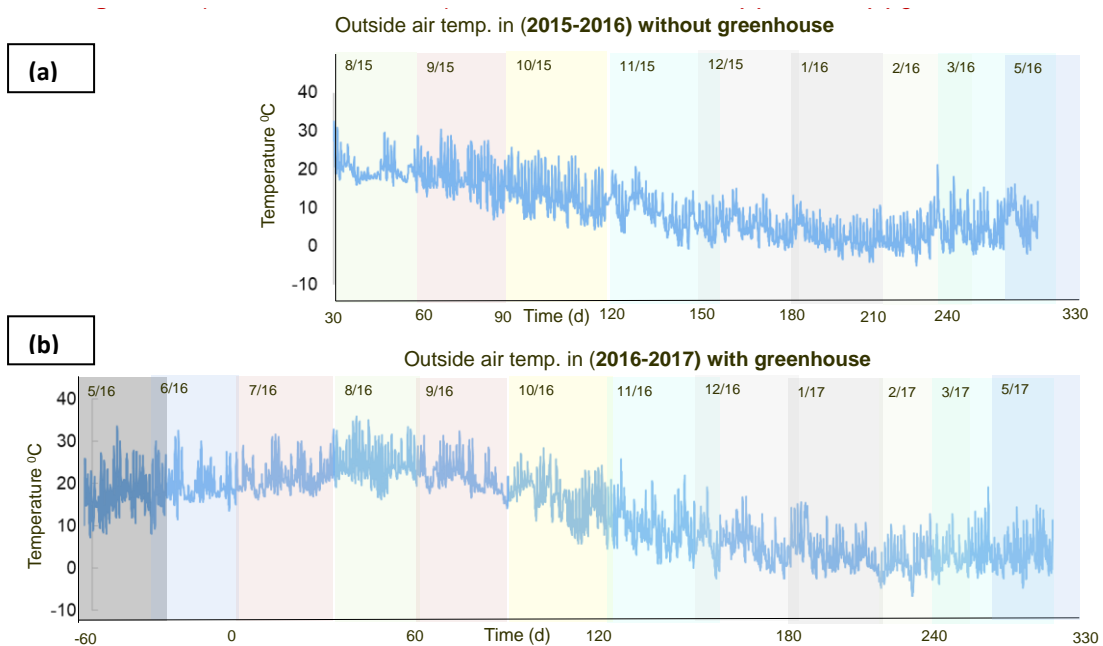 Outside air temp. in (2015-2016) without greenhouse
(a)
8/15 9/15 10/15 11/15 12/15 1/16 2/16 3/16 5/16
40
30
20
10
0
-10
Temperature ⁰C
30 60 90 Time (d) 120 150 180 210 240 330
(b)
Outside air temp. in (2016-2017) with greenhouse
5/16 6/16 7/16 8/16 9/16 10/16 11/16 12/16 1/17 2/17 3/17 5/17
40
30
20
10
0
-10
Temperature ⁰C
-60 0 60 Time (d) 120 180 240 330